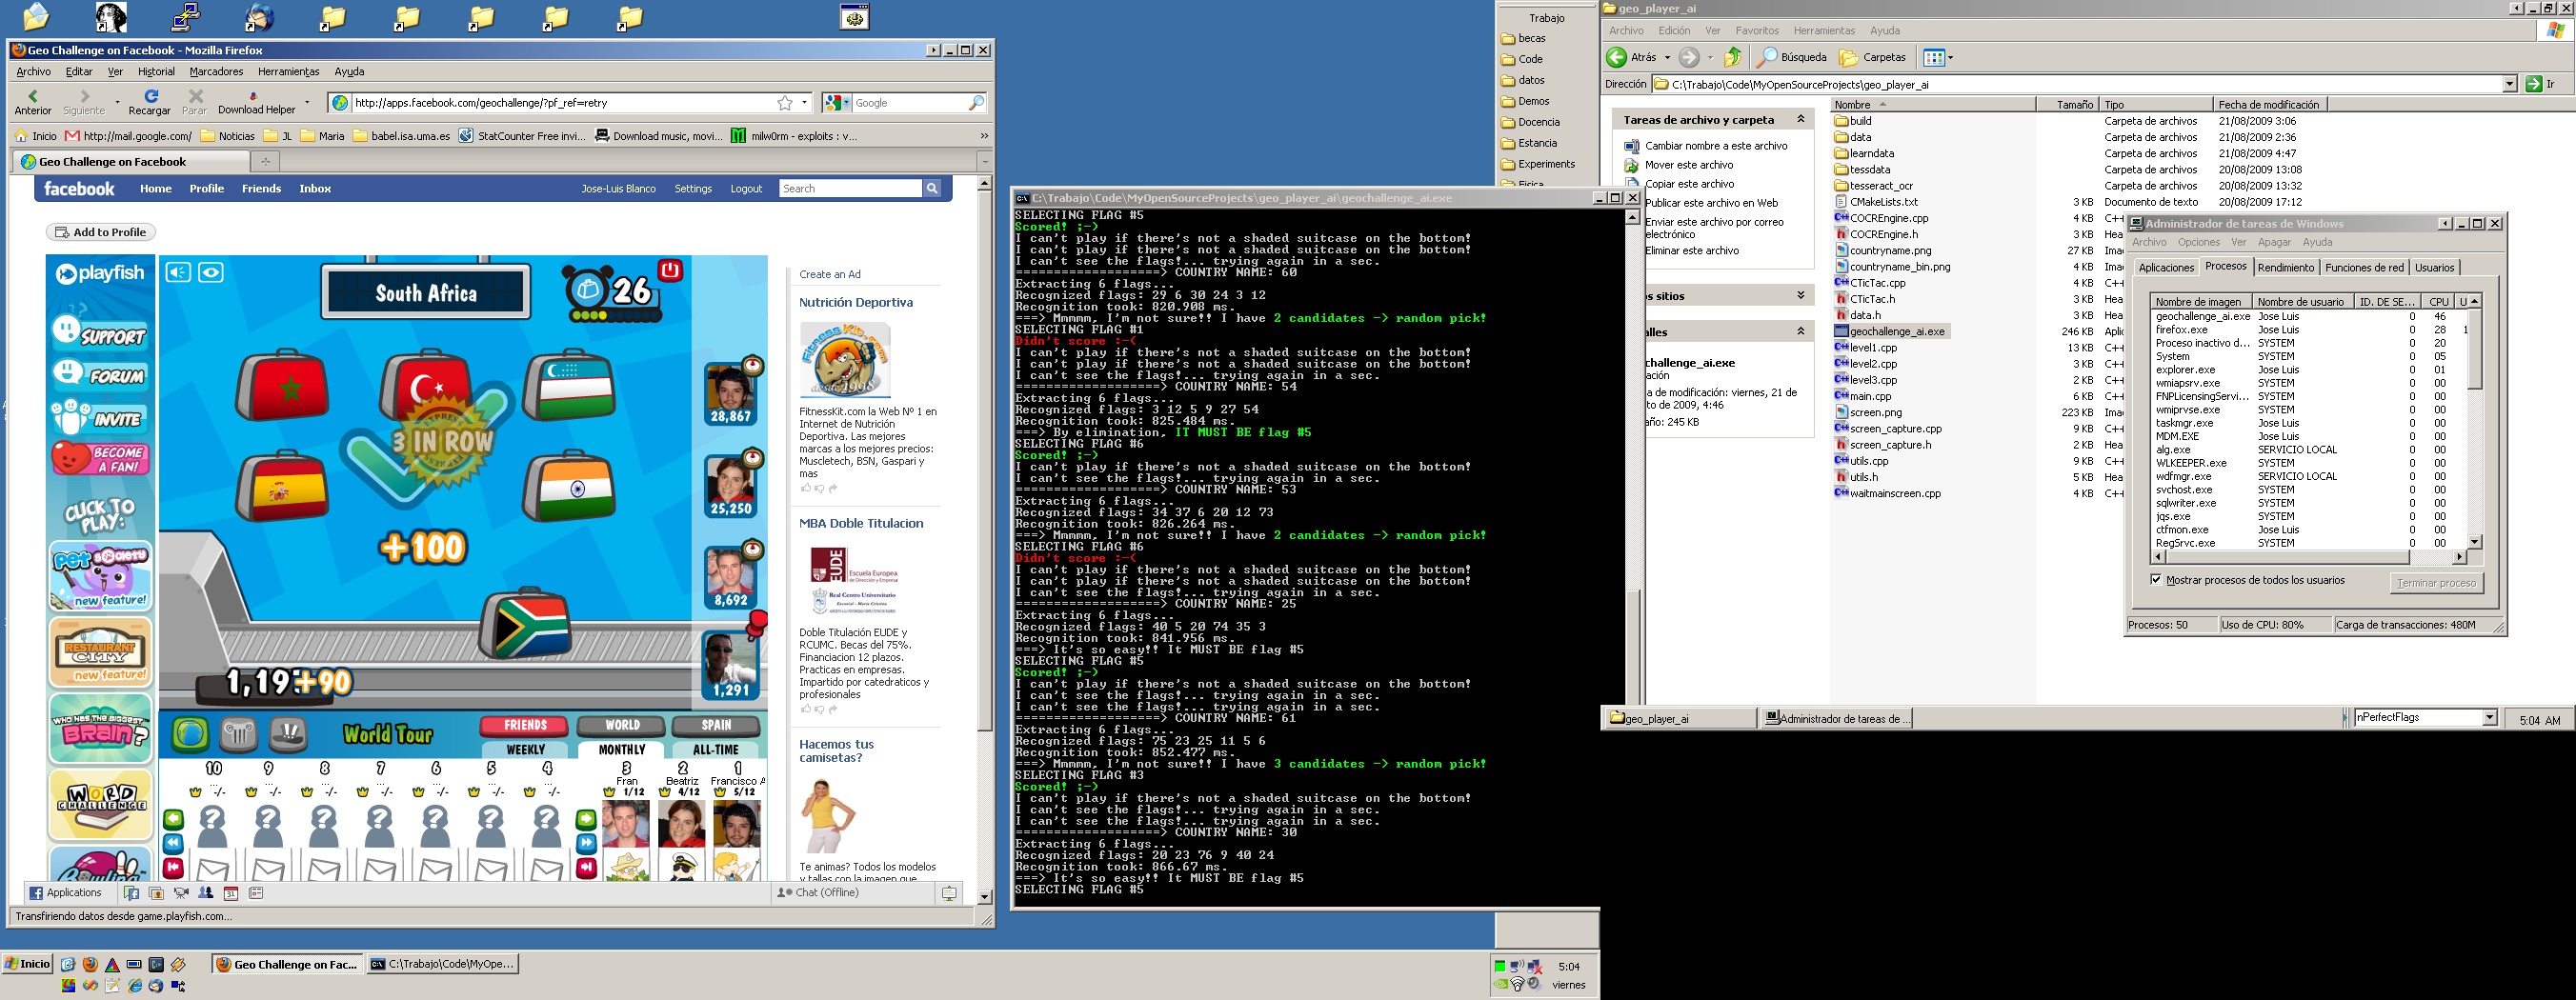 Geo Challenge on Facebook - Mozilla Firefox
Archivo Editar Ver Historial Marcadores Herramientas Ayuda
Anterior Siguiente Recargar Parar Download Helper
http://apps.facebook.com/geochallenge/?pf_ref=retry
Google
Inicio http://mail.google.com/ Noticias JL Maria babel.isa.uma.es StatCounter Free invi... Download music, movi... milw0rm - exploits : v... »
Geo Challenge on Facebook
facebook Home Profile Friends Inbox Jose-Luis Blanco Settings Logout Search
Add to Profile
playfish
SUPPORT
FORUM
INVITE
BECOME A FAN!
CLICK TO PLAY:
pet society
new feature!
RESTAURANT CITY
new feature!
WHO HAS THE BIGGEST BRAIN?
WORD CHALLENGE
Bowling
South Africa
26
EXPRESS
3 IN ROW
+100
+90
28,867
25,250
8,692
1,291
World Tour
FRIENDS WORLD SPAIN
WEEKLY MONTHLY ALL-TIME
10 9 8 7 6 5 4 3 2 1
... ... ... ... ... ... ... Fran Beatriz Francisco A
-/- -/- -/- -/- -/- -/- -/- 1/12 4/12 5/12
Create an Ad
Nutrición Deportiva
FitnessKit.com
desde 1998
FitnessKit.com la Web Nº 1 en
Internet de Nutrición
Deportiva. Las mejores
marcas a los mejores precios:
Muscletech, BSN, Gaspari y
mas
MBA Doble Titulacion
EUDE
Escuela Europea
de Dirección y Empresa
Real Centro Universitario
Doble Titulación EUDE y
RCUMC. Becas del 75%.
Financiacion 12 plazos.
Practicas en empresas.
Impartido por catedraticos y
profesionales
Hacemos tus
camisetas?
Te animas? Todos los modelos
y tallas con la imagen que
Applications
Chat (Offline)
Transfiriendo datos desde game.playfish.com...
C:\Trabajo\Code\MyOpenSourceProjects\geo_player_ai\geochallenge_ai.exe
SELECTING FLAG #5
Scored! ;-)
I can't play if there's not a shaded suitcase on the bottom!
I can't play if there's not a shaded suitcase on the bottom!
I can't see the flags!... trying again in a sec.
====================> COUNTRY NAME: 60
Extracting 6 flags...
Recognized flags: 29 6 30 24 3 12
Recognition took: 820.908 ms.
===> Mmmmm, I'm not sure!! I have 2 candidates -> random pick!
SELECTING FLAG #1
Didn't score :-(
I can't play if there's not a shaded suitcase on the bottom!
I can't play if there's not a shaded suitcase on the bottom!
I can't see the flags!... trying again in a sec.
====================> COUNTRY NAME: 54
Extracting 6 flags...
Recognized flags: 3 12 5 9 27 54
Recognition took: 825.484 ms.
===> By elimination, IT MUST BE flag #5
SELECTING FLAG #6
Scored! ;-)
I can't play if there's not a shaded suitcase on the bottom!
I can't see the flags!... trying again in a sec.
====================> COUNTRY NAME: 53
Extracting 6 flags...
Recognized flags: 34 37 6 20 12 73
Recognition took: 826.264 ms.
===> Mmmmm, I'm not sure!! I have 2 candidates -> random pick!
SELECTING FLAG #6
Didn't score :-(
I can't play if there's not a shaded suitcase on the bottom!
I can't play if there's not a shaded suitcase on the bottom!
I can't see the flags!... trying again in a sec.
====================> COUNTRY NAME: 25
Extracting 6 flags...
Recognized flags: 40 5 20 74 35 3
Recognition took: 841.956 ms.
===> It's so easy!! It MUST BE flag #5
SELECTING FLAG #5
Scored! ;-)
I can't play if there's not a shaded suitcase on the bottom!
I can't see the flags!... trying again in a sec.
====================> COUNTRY NAME: 61
Extracting 6 flags...
Recognized flags: 75 23 25 11 5 6
Recognition took: 852.477 ms.
===> Mmmmm, I'm not sure!! I have 3 candidates -> random pick!
SELECTING FLAG #3
Scored! ;-)
I can't play if there's not a shaded suitcase on the bottom!
I can't see the flags!... trying again in a sec.
I can't see the flags!... trying again in a sec.
====================> COUNTRY NAME: 30
Extracting 6 flags...
Recognized flags: 20 23 76 9 40 24
Recognition took: 866.67 ms.
===> It's so easy!! It MUST BE flag #5
SELECTING FLAG #5
Trabajo
becas
Code
datos
Demos
Docencia
Estancia
Experiments
Fisica
geo_player_ai
Archivo Edición Ver Favoritos Herramientas Ayuda
Atrás Búsqueda Carpetas
Dirección C:\Trabajo\Code\MyOpenSourceProjects\geo_player_ai Ir
Tareas de archivo y carpeta
Cambiar nombre a este archivo
Mover este archivo
Copiar este archivo
Publicar este archivo en Web
Enviar este archivo por correo
electrónico
Eliminar este archivo
s sitios
alles
challenge_ai.exe
ación
a de modificación: viernes, 21 de
to de 2009, 4:46
año: 245 KB
Nombre Tamaño Tipo Fecha de modificación
build Carpeta de archivos 21/08/2009 3:06
data Carpeta de archivos 21/08/2009 2:36
learndata Carpeta de archivos 21/08/2009 4:47
tessdata Carpeta de archivos 20/08/2009 13:08
tesseract_ocr Carpeta de archivos 20/08/2009 13:32
CMakeLists.txt 3 KB Documento de texto 20/08/2009 17:12
COCREngine.cpp 4 KB C+
COCREngine.h 3 KB Hea
countryname.png 27 KB Ima
countryname_bin.png 4 KB Ima
CTicTac.cpp 4 KB C+
CTicTac.h 3 KB Hea
data.h 3 KB Hea
geochallenge_ai.exe 246 KB Aplic
level1.cpp 13 KB C+
level2.cpp 3 KB C+
level3.cpp 2 KB C+
main.cpp 6 KB C+
screen.png 223 KB Ima
screen_capture.cpp 9 KB C+
screen_capture.h 2 KB Hea
utils.cpp 9 KB C+
utils.h 5 KB Hea
waitmainscreen.cpp 4 KB C+
Administrador de tareas de Windows
Archivo Opciones Ver Apagar Ayuda
Aplicaciones Procesos Rendimiento Funciones de red Usuarios
Nombre de imagen Nombre de usuario ID. DE SE... CPU U
geochallenge_ai.exe Jose Luis 0 46
firefox.exe Jose Luis 0 28 1
Proceso inactivo d... SYSTEM 0 20
System SYSTEM 0 05
explorer.exe Jose Luis 0 01
wmiapsrv.exe SYSTEM 0 00
FNPLicensingServi... SYSTEM 0 00
wmiprvse.exe SYSTEM 0 00
taskmgr.exe Jose Luis 0 00
MDM.EXE Jose Luis 0 00
alg.exe SERVICIO LOCAL 0 00
WLKEEPER.exe SYSTEM 0 00
wdfmgr.exe SERVICIO LOCAL 0 00
svchost.exe SYSTEM 0 00
sqlwriter.exe SYSTEM 0 00
jqs.exe SYSTEM 0 00
ctfmon.exe Jose Luis 0 00
RegSrvc.exe SYSTEM 0 00
Mostrar procesos de todos los usuarios
Terminar proceso
Procesos: 50 Uso de CPU: 80% Carga de transacciones: 480M
geo_player_ai Administrador de tareas de ... nPerfectFlags 5:04 AM
Inicio Geo Challenge on Fac... C:\Trabajo\Code\MyOpe... 5:04
viernes